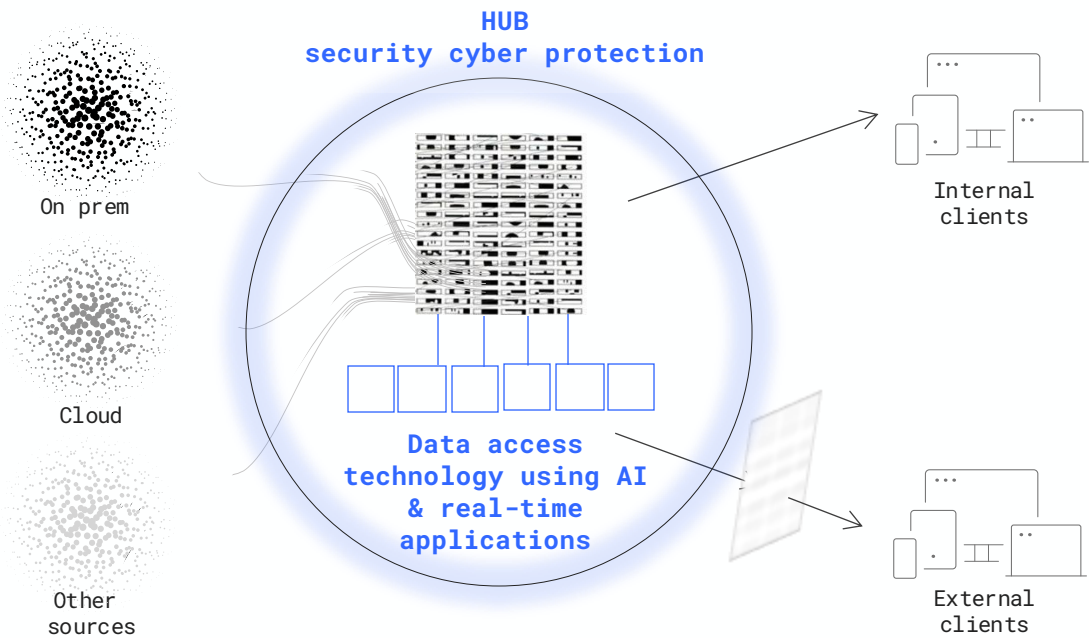 HUB
security cyber protection
On prem
Cloud
Other
sources
Data access
technology using AI
& real-time
applications
Internal
clients
External
clients